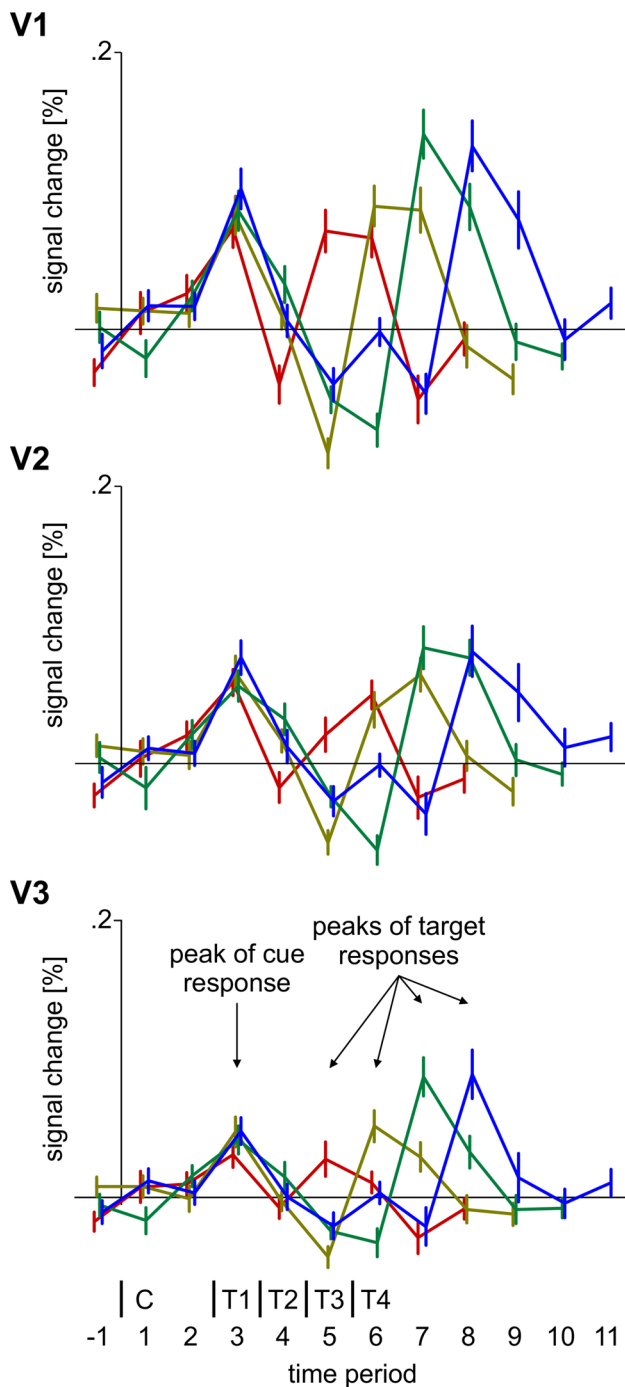 V1
.2
signal change [%]
V2
.2
signal change [%]
V3
.2
peak of cue
response
peaks of target
responses
signal change [%]
C T1 T2 T3 T4
-1 1 2 3 4 5 6 7 8 9 10 11
time period